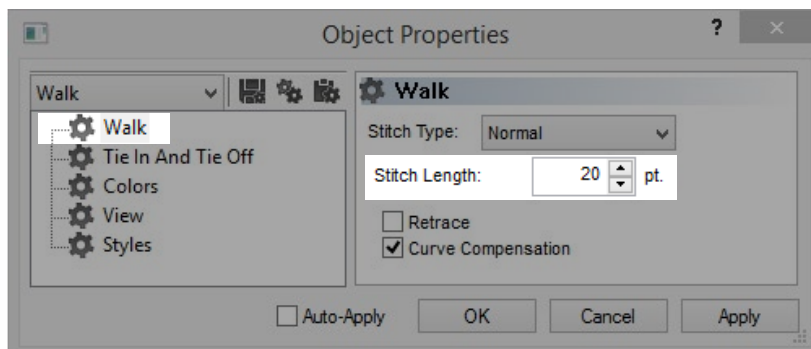 Object Properties
?
Walk
Walk
Tie In And Tie Off
Colors
View
Styles
Walk
Stitch Type: Normal
Stitch Length: 20 pt.
Retrace
Curve Compensation
Auto-Apply OK Cancel Apply